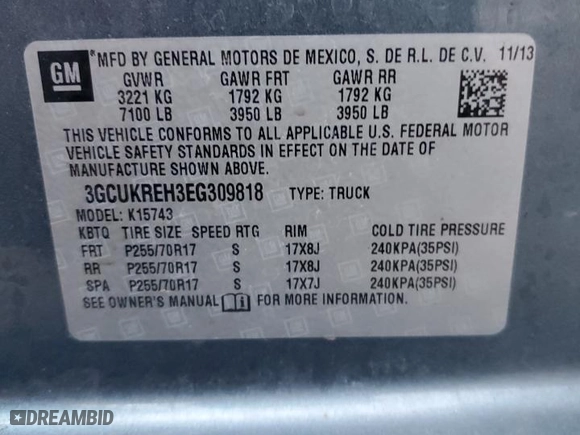 GM
*MFD BY GENERAL MOTORS DE MEXICO, S. DE R.L. DE C.V. 11/13
GVWR GAWR FRT GAWR RR
3221 KG 1792 KG 1792 KG
7100 LB 3950 LB 3950 LB
THIS VEHICLE CONFORMS TO ALL APPLICABLE U.S. FEDERAL MOTOR
VEHICLE SAFETY STANDARDS IN EFFECT ON THE DATE OF
MANUFACTURE SHOWN ABOVE.
3GCUKREH3EG309818 TYPE: TRUCK
MODEL: K15743
KBTQ TIRE SIZE SPEED RTG RIM COLD TIRE PRESSURE
FRT P255/70R17 S 17X8J 240KPA(35PSI)
RR P255/70R17 S 17X8J 240KPA(35PSI)
SPA P255/70R17 S 17X7J 240KPA(35PSI)
SEE OWNER'S MANUAL FOR MORE INFORMATION.
DREAMBID